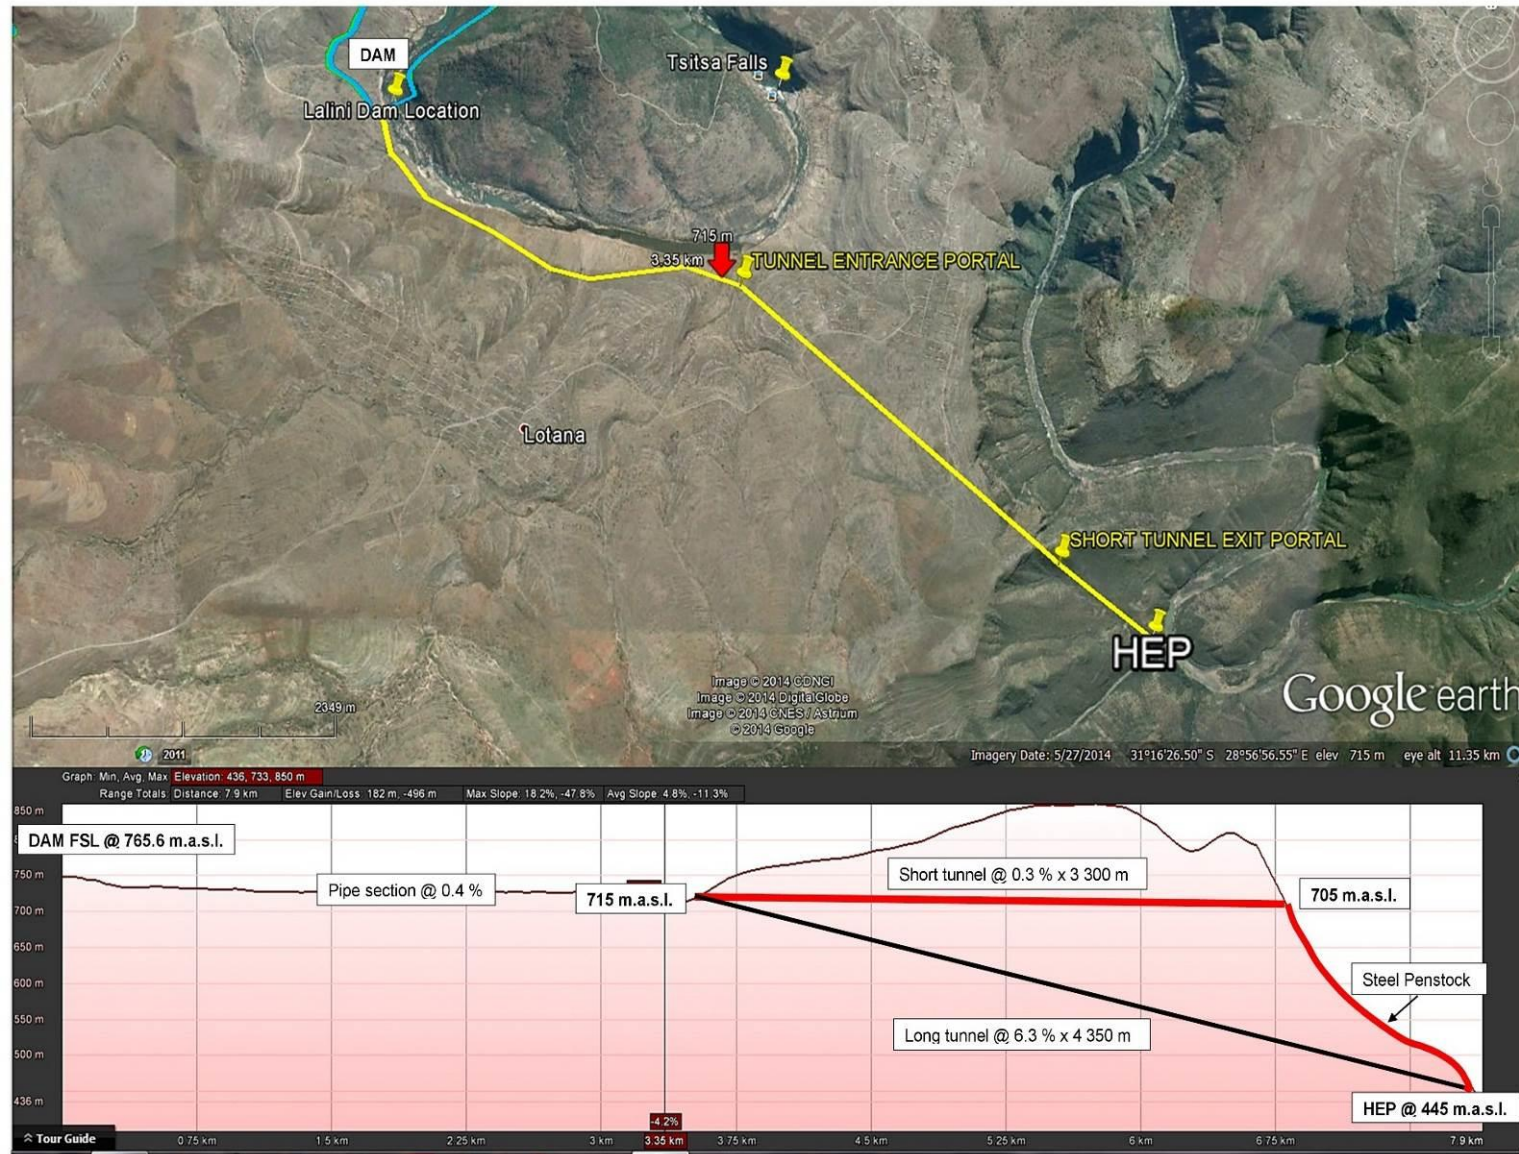 DAM
Tsitsa Falls
Lalini Dam Location
715 m
3.35 km
TUNNEL ENTRANCE PORTAL
Lotana
SHORT TUNNEL EXIT PORTAL
HEP
Image © 2014 CDNGI
Image © 2014 DigitalGlobe
Image © 2014 CNES / Astrium
© 2014 Google
Google earth
2349 m
2011
Imagery Date: 5/27/2014 31°16'26.50" S 28°56'56.55" E elev 715 m eye alt 11.35 km
Graph: Min, Avg, Max Elevation: 436, 733, 850 m
Range Totals: Distance: 7.9 km Elev Gain/Loss: 182 m, -496 m Max Slope: 18.2%, -47.8% Avg Slope: 4.8%, -11.3%
850 m
DAM FSL @ 765.6 m.a.s.l.
750 m
700 m
650 m
600 m
550 m
500 m
436 m
Pipe section @ 0.4 %
715 m.a.s.l.
Short tunnel @ 0.3 % x 3 300 m
705 m.a.s.l.
Steel Penstock
Long tunnel @ 6.3 % x 4 350 m
HEP @ 445 m.a.s.l.
-4.2%
Tour Guide
0.75 km
1.5 km
2.25 km
3 km
3.35 km
3.75 km
4.5 km
5.25 km
6 km
6.75 km
7.9 km